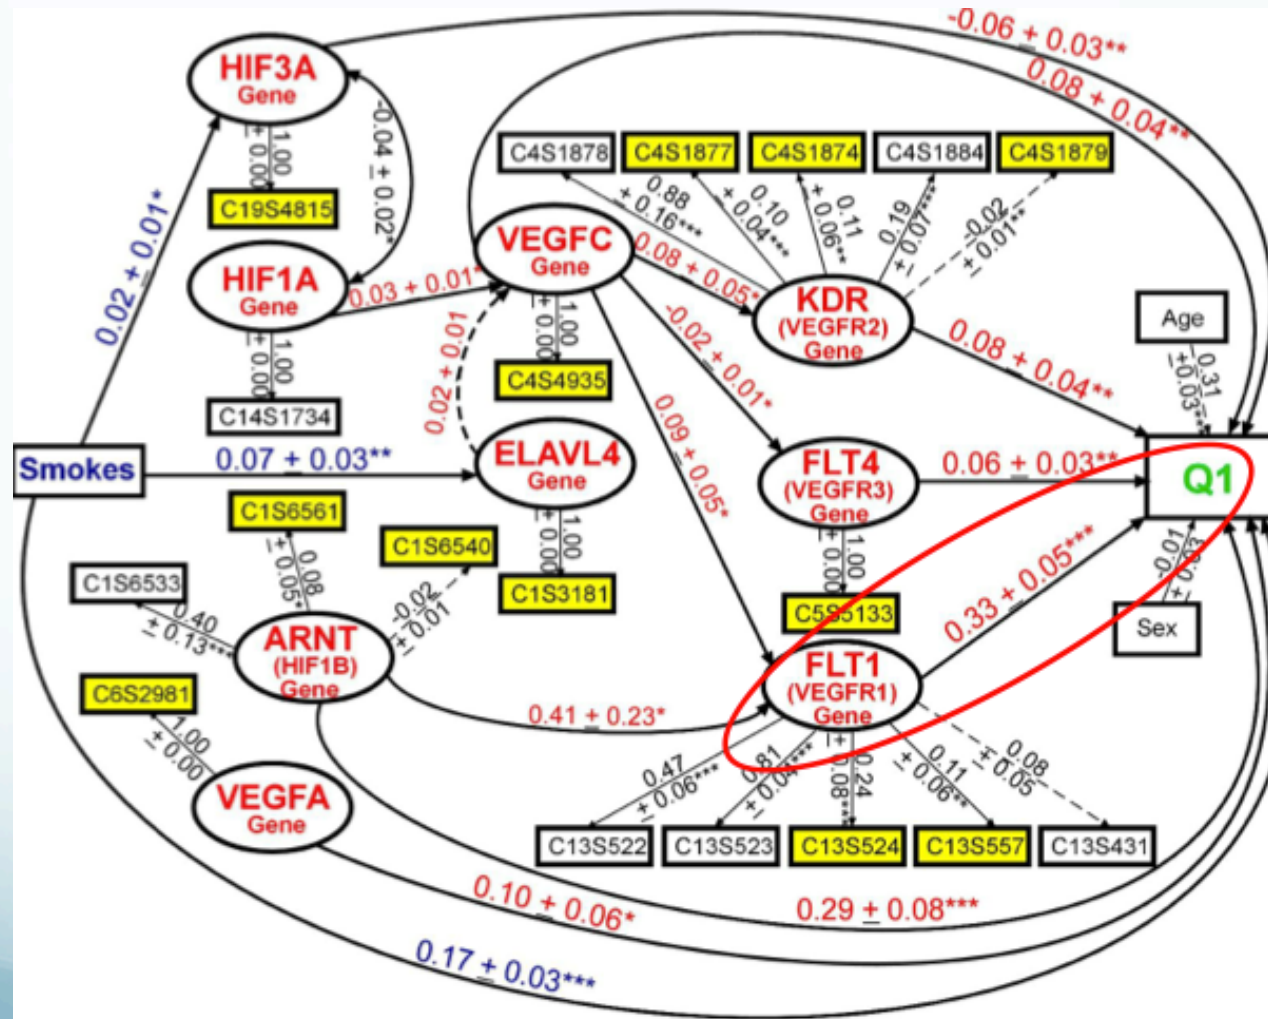 -0.06 + 0.03**
0.08 + 0.04**
HIF3A
Gene
-0.04 + 0.02*
1.00
+ 0.00
C19S4815
0.02 + 0.01*
HIF1A
Gene
0.03 + 0.01*
1.00
+ 0.00
C14S1734
C4S1878
C4S1877
C4S1874
C4S1884
C4S1879
0.88
+ 0.16***
0.10
+ 0.04***
0.11
+ 0.06**
0.19
+ 0.07***
-0.02
+ 0.01**
VEGFC
Gene
0.08 + 0.05*
1.00
+ 0.00
C4S4935
KDR
(VEGFR2)
Gene
0.08 + 0.04**
Age
0.31
+0.03***
-0.02 + 0.01*
0.02 + 0.01
0.09 + 0.05*
Smokes
0.07 + 0.03**
ELAVL4
Gene
1.00
+ 0.00
C1S3181
FLT4
(VEGFR3)
Gene
0.06 + 0.03**
1.00
+ 0.00
C5S5133
Q1
-0.01
+ 0.03
Sex
C1S6561
C1S6540
C1S6533
0.08
+ 0.05*
-0.02
+ 0.01
0.40
+ 0.13***
ARNT
(HIF1B)
Gene
0.41 + 0.23*
FLT1
(VEGFR1)
Gene
0.33 + 0.05***
C6S2981
1.00
+ 0.00
VEGFA
Gene
0.47
+ 0.06***
0.81
+ 0.04***
0.24
+ 0.08***
0.11
+ 0.06**
0.08
+ 0.05
C13S522
C13S523
C13S524
C13S557
C13S431
0.10 + 0.06*
0.29 + 0.08***
0.17 + 0.03***